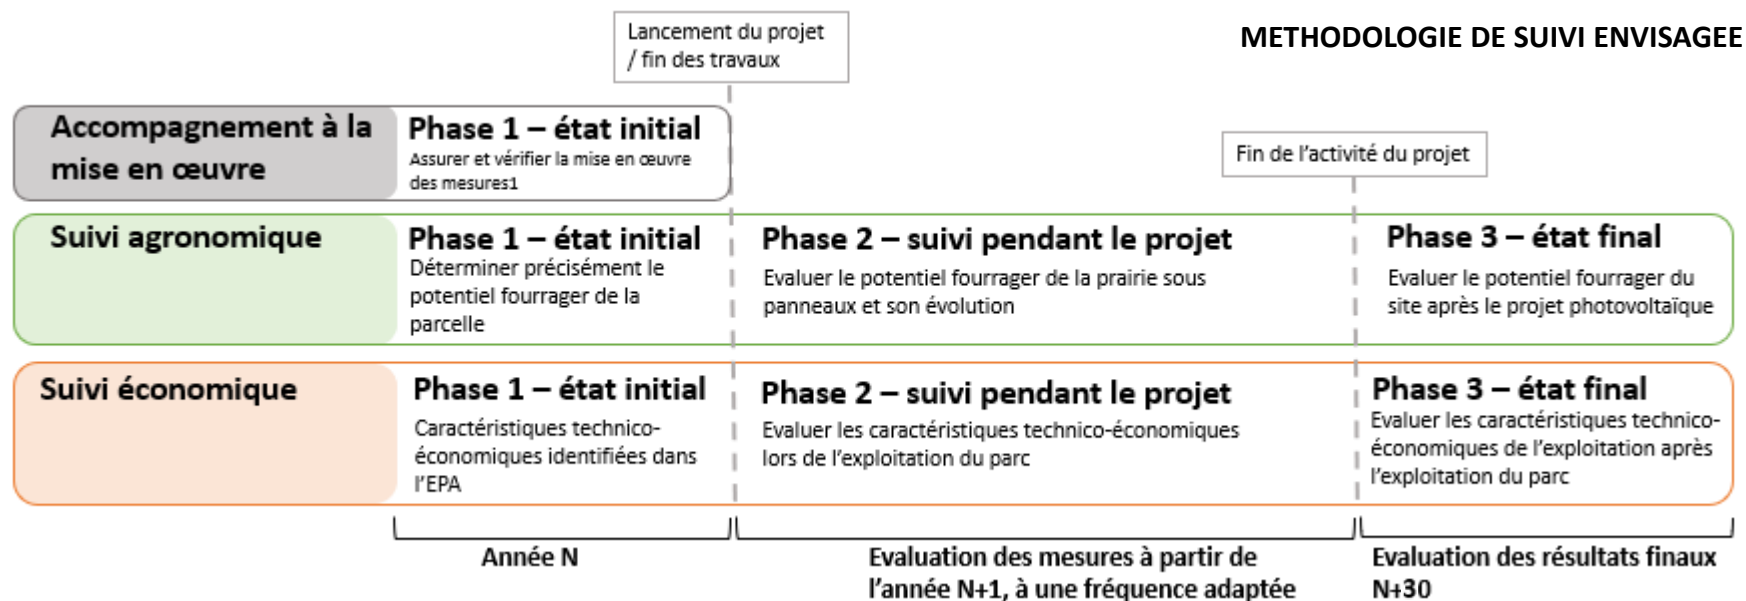 METHODOLOGIE DE SUIVI ENVISAGEE
Lancement du projet
/ fin des travaux
Accompagnement à la
mise en œuvre
Phase 1 – état initial
Assurer et vérifier la mise en œuvre
des mesures1
Fin de l'activité du projet
Suivi agronomique
Phase 1 – état initial
Déterminer précisément le
potentiel fourrager de la
parcelle
Phase 2 – suivi pendant le projet
Evaluer le potentiel fourrager de la prairie sous
panneaux et son évolution
Phase 3 – état final
Evaluer le potentiel fourrager du
site après le projet photovoltaïque
Suivi économique
Phase 1 – état initial
Caractéristiques technico-
économiques identifiées dans
l'EPA
Phase 2 – suivi pendant le projet
Evaluer les caractéristiques technico-économiques
lors de l'exploitation du parc
Phase 3 – état final
Evaluer les caractéristiques technico-
économiques de l'exploitation après
l'exploitation du parc
Année N
Evaluation des mesures à partir de
l'année N+1, à une fréquence adaptée
Evaluation des résultats finaux
N+30